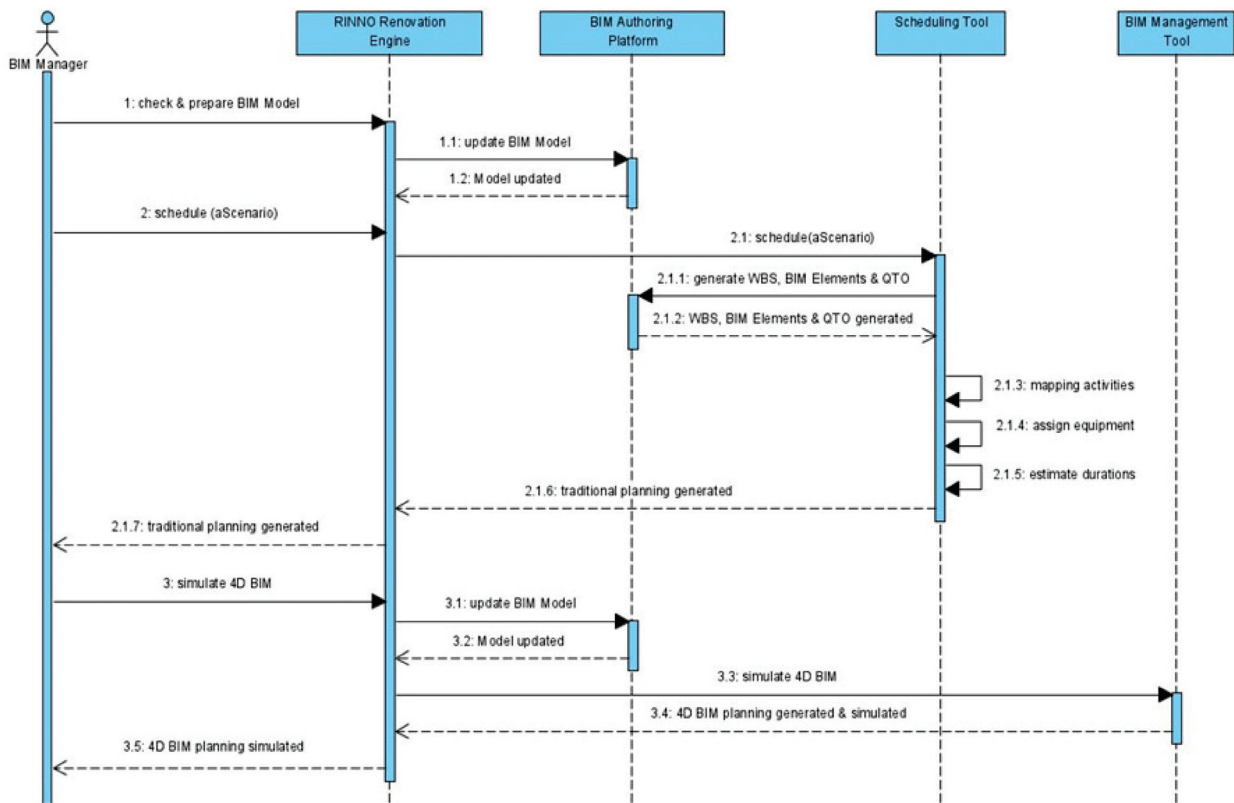 RINNO Renovation
Engine
BIM Authoring
Platform
Scheduling Tool
BIM Management
Tool
BIM Manager
1: check & prepare BIM Model
1.1: update BIM Model
1.2: Model updated
2: schedule (aScenario)
2.1: schedule(aScenario)
2.1.1: generate WBS, BIM Elements & QTO
2.1.2: WBS, BIM Elements & QTO generated
2.1.3: mapping activities
2.1.4: assign equipment
2.1.5: estimate durations
2.1.6: traditional planning generated
2.1.7: traditional planning generated
3: simulate 4D BIM
3.1: update BIM Model
3.2: Model updated
3.3: simulate 4D BIM
3.4: 4D BIM planning generated & simulated
3.5: 4D BIM planning simulated